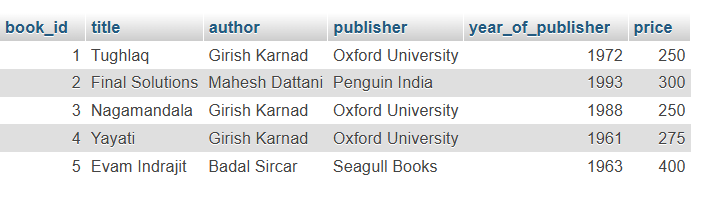 book_id title author publisher year_of_publisher price
1 Tughlaq Girish Karnad Oxford University 1972 250
2 Final Solutions Mahesh Dattani Penguin India 1993 300
3 Nagamandala Girish Karnad Oxford University 1988 250
4 Yayati Girish Karnad Oxford University 1961 275
5 Evam Indrajit Badal Sircar Seagull Books 1963 400